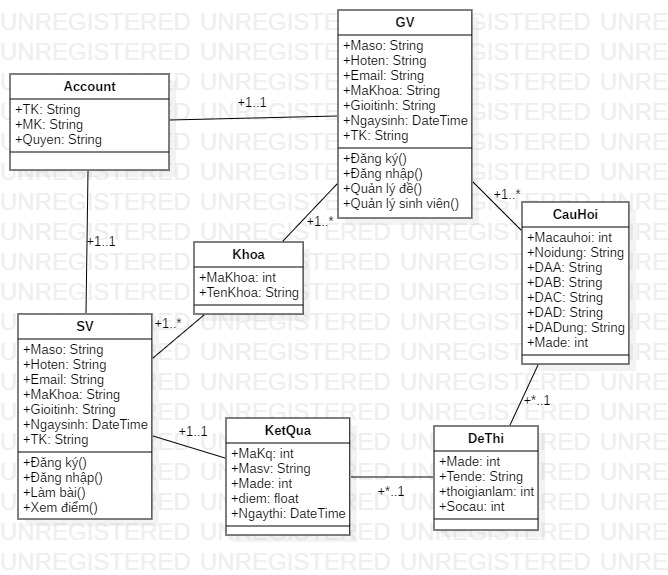 GV
+Maso: String
+Hoten: String
+Email: String
+MaKhoa: String
+Gioitinh: String
+Ngaysinh: DateTime
+TK: String
+Đăng ký()
+Đăng nhập()
+Quản lý đề()
+Quản lý sinh viên()
Account
+TK: String
+MK: String
+Quyen: String
+1..1
+1..1
+1..*
+1..*
CauHoi
+Macauhoi: int
+Noidung: String
+DAA: String
+DAB: String
+DAC: String
+DAD: String
+DADung: String
+Made: int
Khoa
+MaKhoa: int
+TenKhoa: String
+1..*
SV
+Maso: String
+Hoten: String
+Email: String
+MaKhoa: String
+Gioitinh: String
+Ngaysinh: DateTime
+TK: String
+Đăng ký()
+Đăng nhập()
+Làm bài()
+Xem điểm()
+1..1
KetQua
+MaKq: int
+Masv: String
+Made: int
+diem: float
+Ngaythi: DateTime
+*..1
+*..1
DeThi
+Made: int
+Tende: String
+thoigianlam: int
+Socau: int
UNREGISTERED